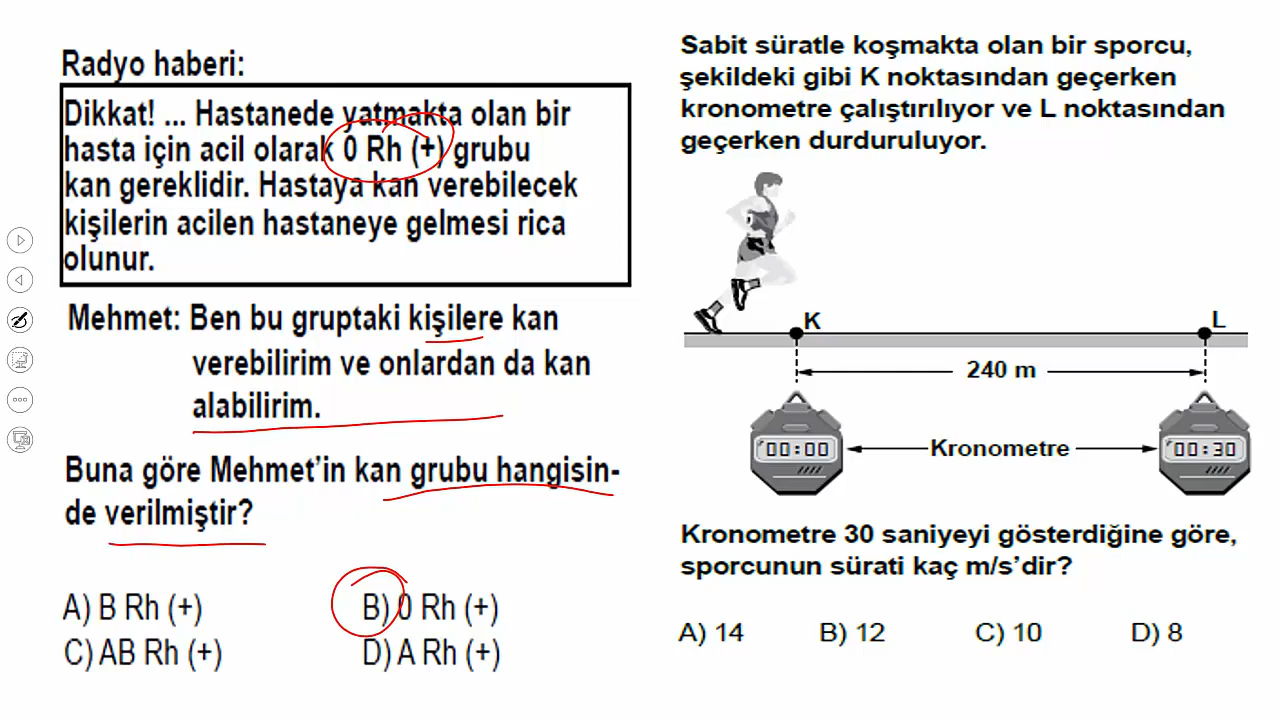 Radyo haberi:
Dikkat! ... Hastanede yatmakta olan bir
hasta için acil olarak 0 Rh (+) grubu
kan gereklidir. Hastaya kan verebilecek
kişilerin acilen hastaneye gelmesi rica
olunur.
Mehmet: Ben bu gruptaki kişilere kan
verebilirim ve onlardan da kan
alabilirim.
Buna göre Mehmet'in kan grubu hangisin-
de verilmiştir?
A) B Rh (+) B) 0 Rh (+)
C) AB Rh (+) D) A Rh (+)
Sabit süratle koşmakta olan bir sporcu,
şekildeki gibi K noktasından geçerken
kronometre çalıştırılıyor ve L noktasından
geçerken durduruluyor.
K L
240 m
00:00 Kronometre 00:30
Kronometre 30 saniyeyi gösterdiğine göre,
sporcunun sürati kaç m/s'dir?
A) 14 B) 12 C) 10 D) 8